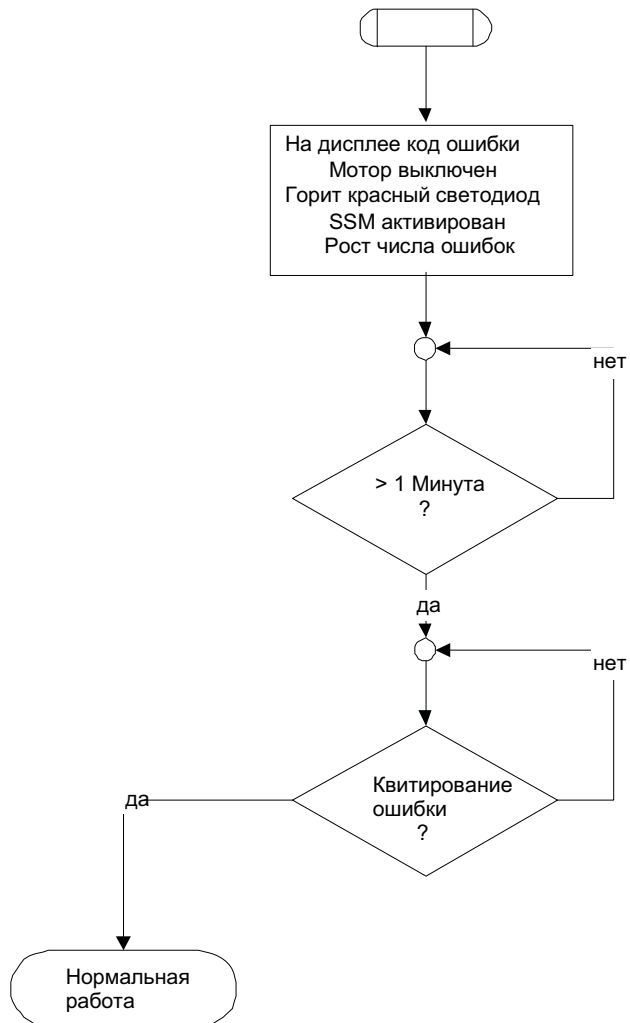 На дисплее код ошибки
Мотор выключен
Горит красный светодиод
SSM активирован
Рост числа ошибок
нет
> 1 Минута
?
да
нет
Квитирование
ошибки
?
да
Нормальная
работа